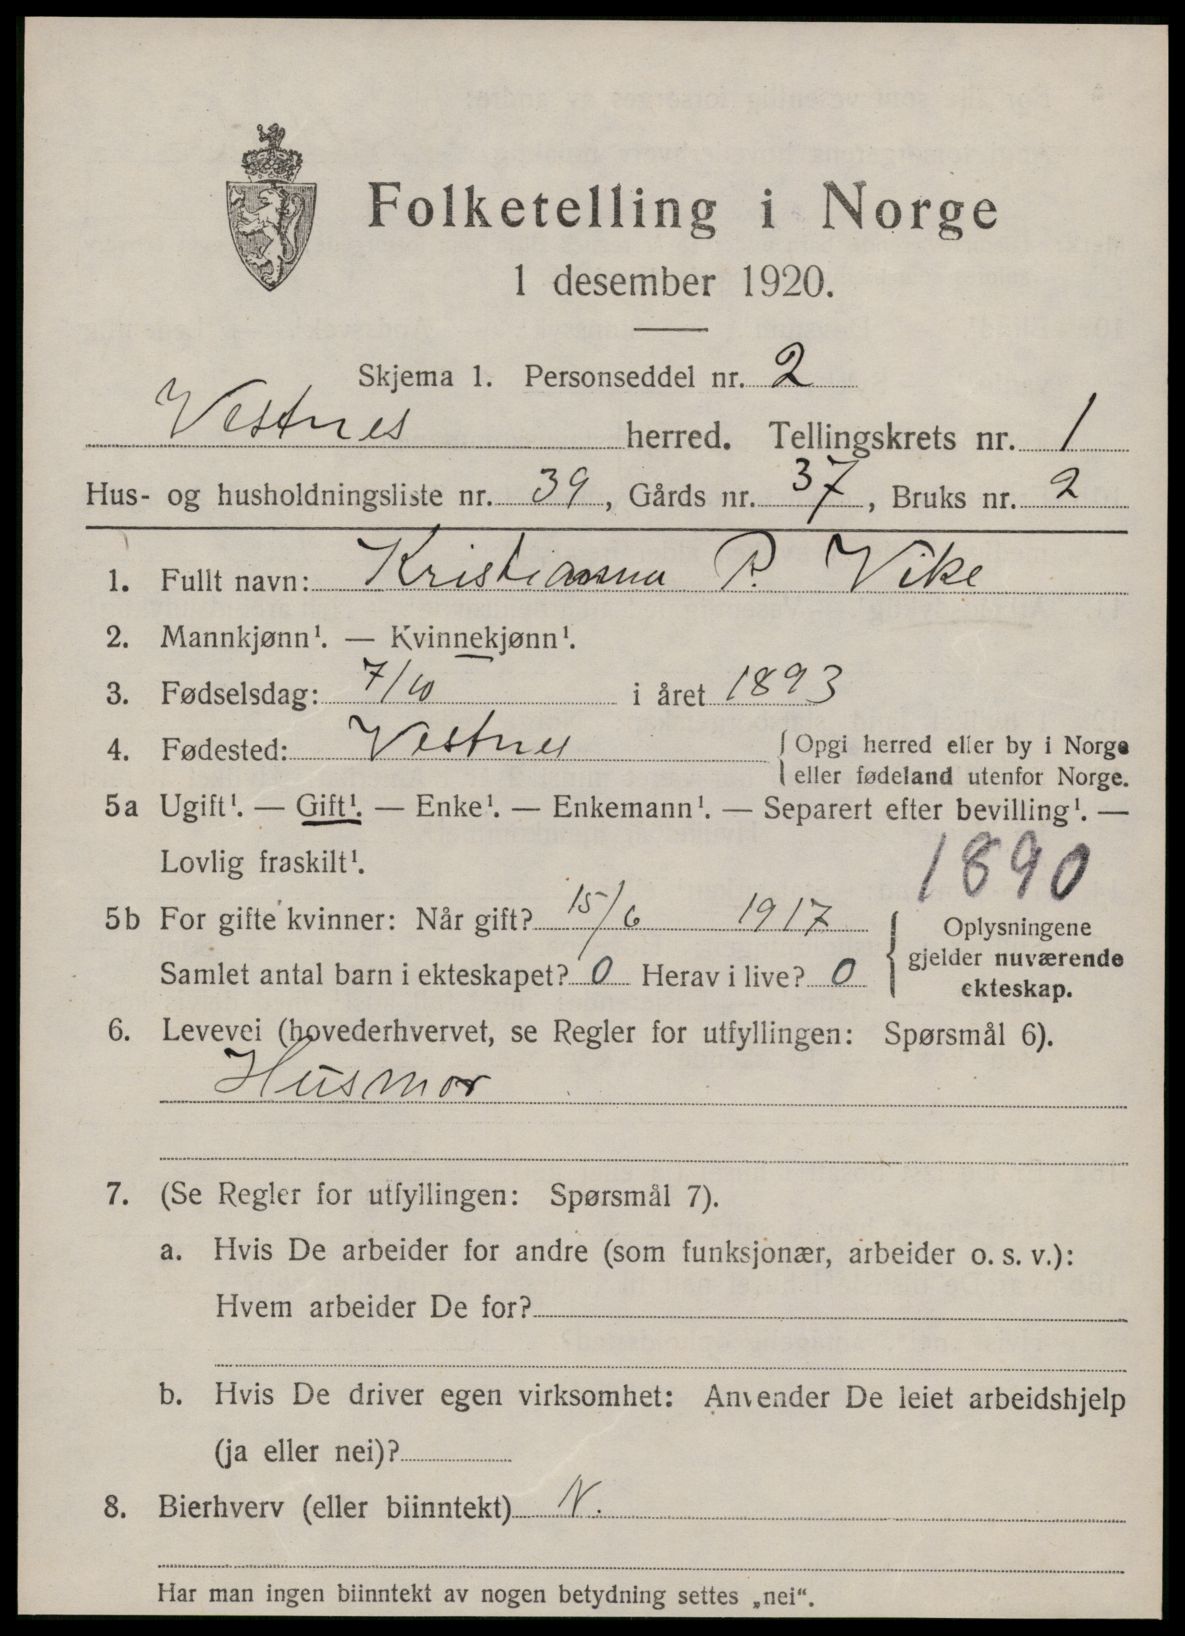 Folketelling i Norge
1 desember 1920.
Skjema 1. Personseddel nr. 2
Vestnes herred. Tellingskrets nr. 1
Hus- og husholdningsliste nr. 39, Gårds nr. 37, Bruks nr. 2
1. Fullt navn: Kristianna P. Vike
2. Mannkjønn¹. — Kvinnekjønn¹.
3. Fødselsdag: 7/10 i året 1893
4. Fødested: Vestnes { Opgi herred eller by i Norge
eller fødeland utenfor Norge.
5a Ugift¹. — Gift¹. — Enke¹. — Enkemann¹. — Separert efter bevilling¹. —
Lovlig fraskilt¹.
1890
5b For gifte kvinner: Når gift? 15/6 1917
Samlet antal barn i ekteskapet? 0 Herav i live? 0
{ Oplysningene
gjelder nuværende
ekteskap.
6. Levevei (hovederhvervet, se Regler for utfyllingen: Spørsmål 6).
Husmor
7. (Se Regler for utfyllingen: Spørsmål 7).
a. Hvis De arbeider for andre (som funksjonær, arbeider o. s. v.):
Hvem arbeider De for?
b. Hvis De driver egen virksomhet: Anvender De leiet arbeidshjelp
(ja eller nei)?
8. Bierhverv (eller biinntekt) N.
Har man ingen biinntekt av nogen betydning settes „nei“.